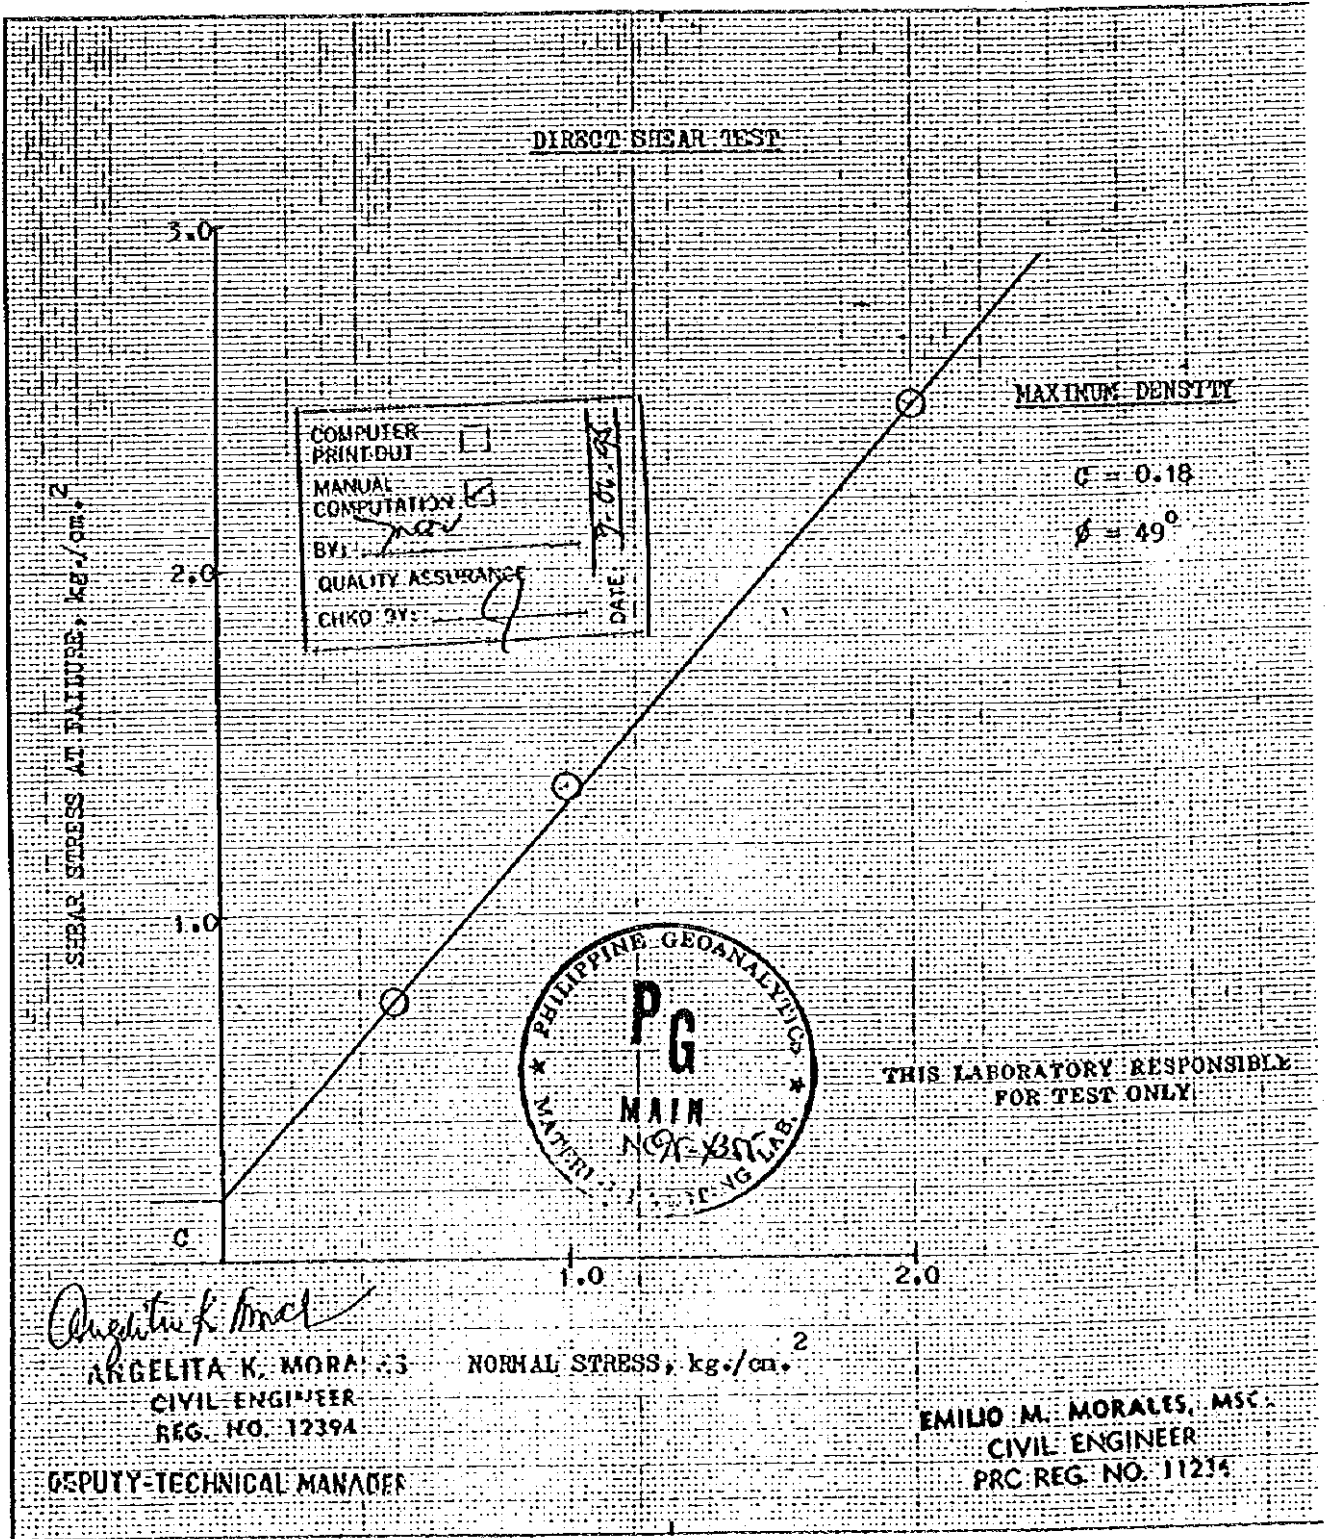 DIRECT SHEAR TEST
3.0
MAXIMUM DENSITY
C = 0.18
ø = 49°
COMPUTER
PRINT-OUT
MANUAL
COMPUTATION
BY:
QUALITY ASSURANCE
CHKD BY:
DATE:
2.0
SHEAR STRESS AT FAILURE, kg./cm.²
1.0
PHILIPPINE GEOANALYTICS
PG
MAIN
LAB.
THIS LABORATORY RESPONSIBLE
FOR TEST ONLY
C
1.0
2.0
NORMAL STRESS, kg./cm.²
ANGELITA K.
CIVIL ENGINEER
REG. NO. 12394
DEPUTY-TECHNICAL MANAGER
EMILIO M. MORALES, MSC.
CIVIL ENGINEER
PRC REG. NO.